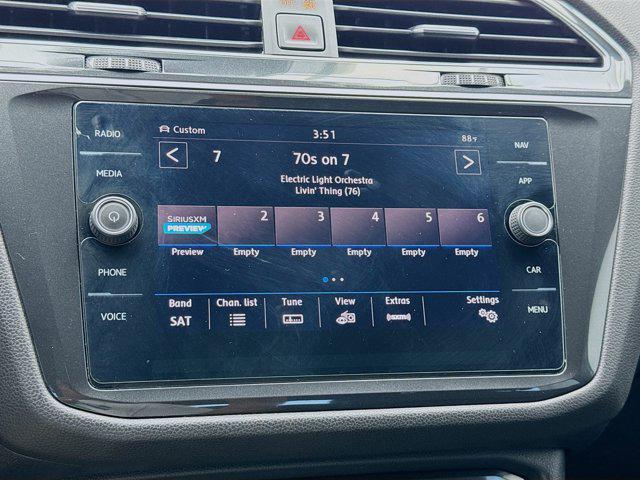 RADIO
MEDIA
PHONE
VOICE
Custom
3:51
88°F
7
70s on 7
Electric Light Orchestra
Livin' Thing (76)
SIRIUSXM
PREVIEW
2
3
4
5
6
Preview
Empty
Empty
Empty
Empty
Empty
Band
SAT
Chan. list
Tune
View
Extras
(SXM)
Settings
NAV
APP
CAR
MENU